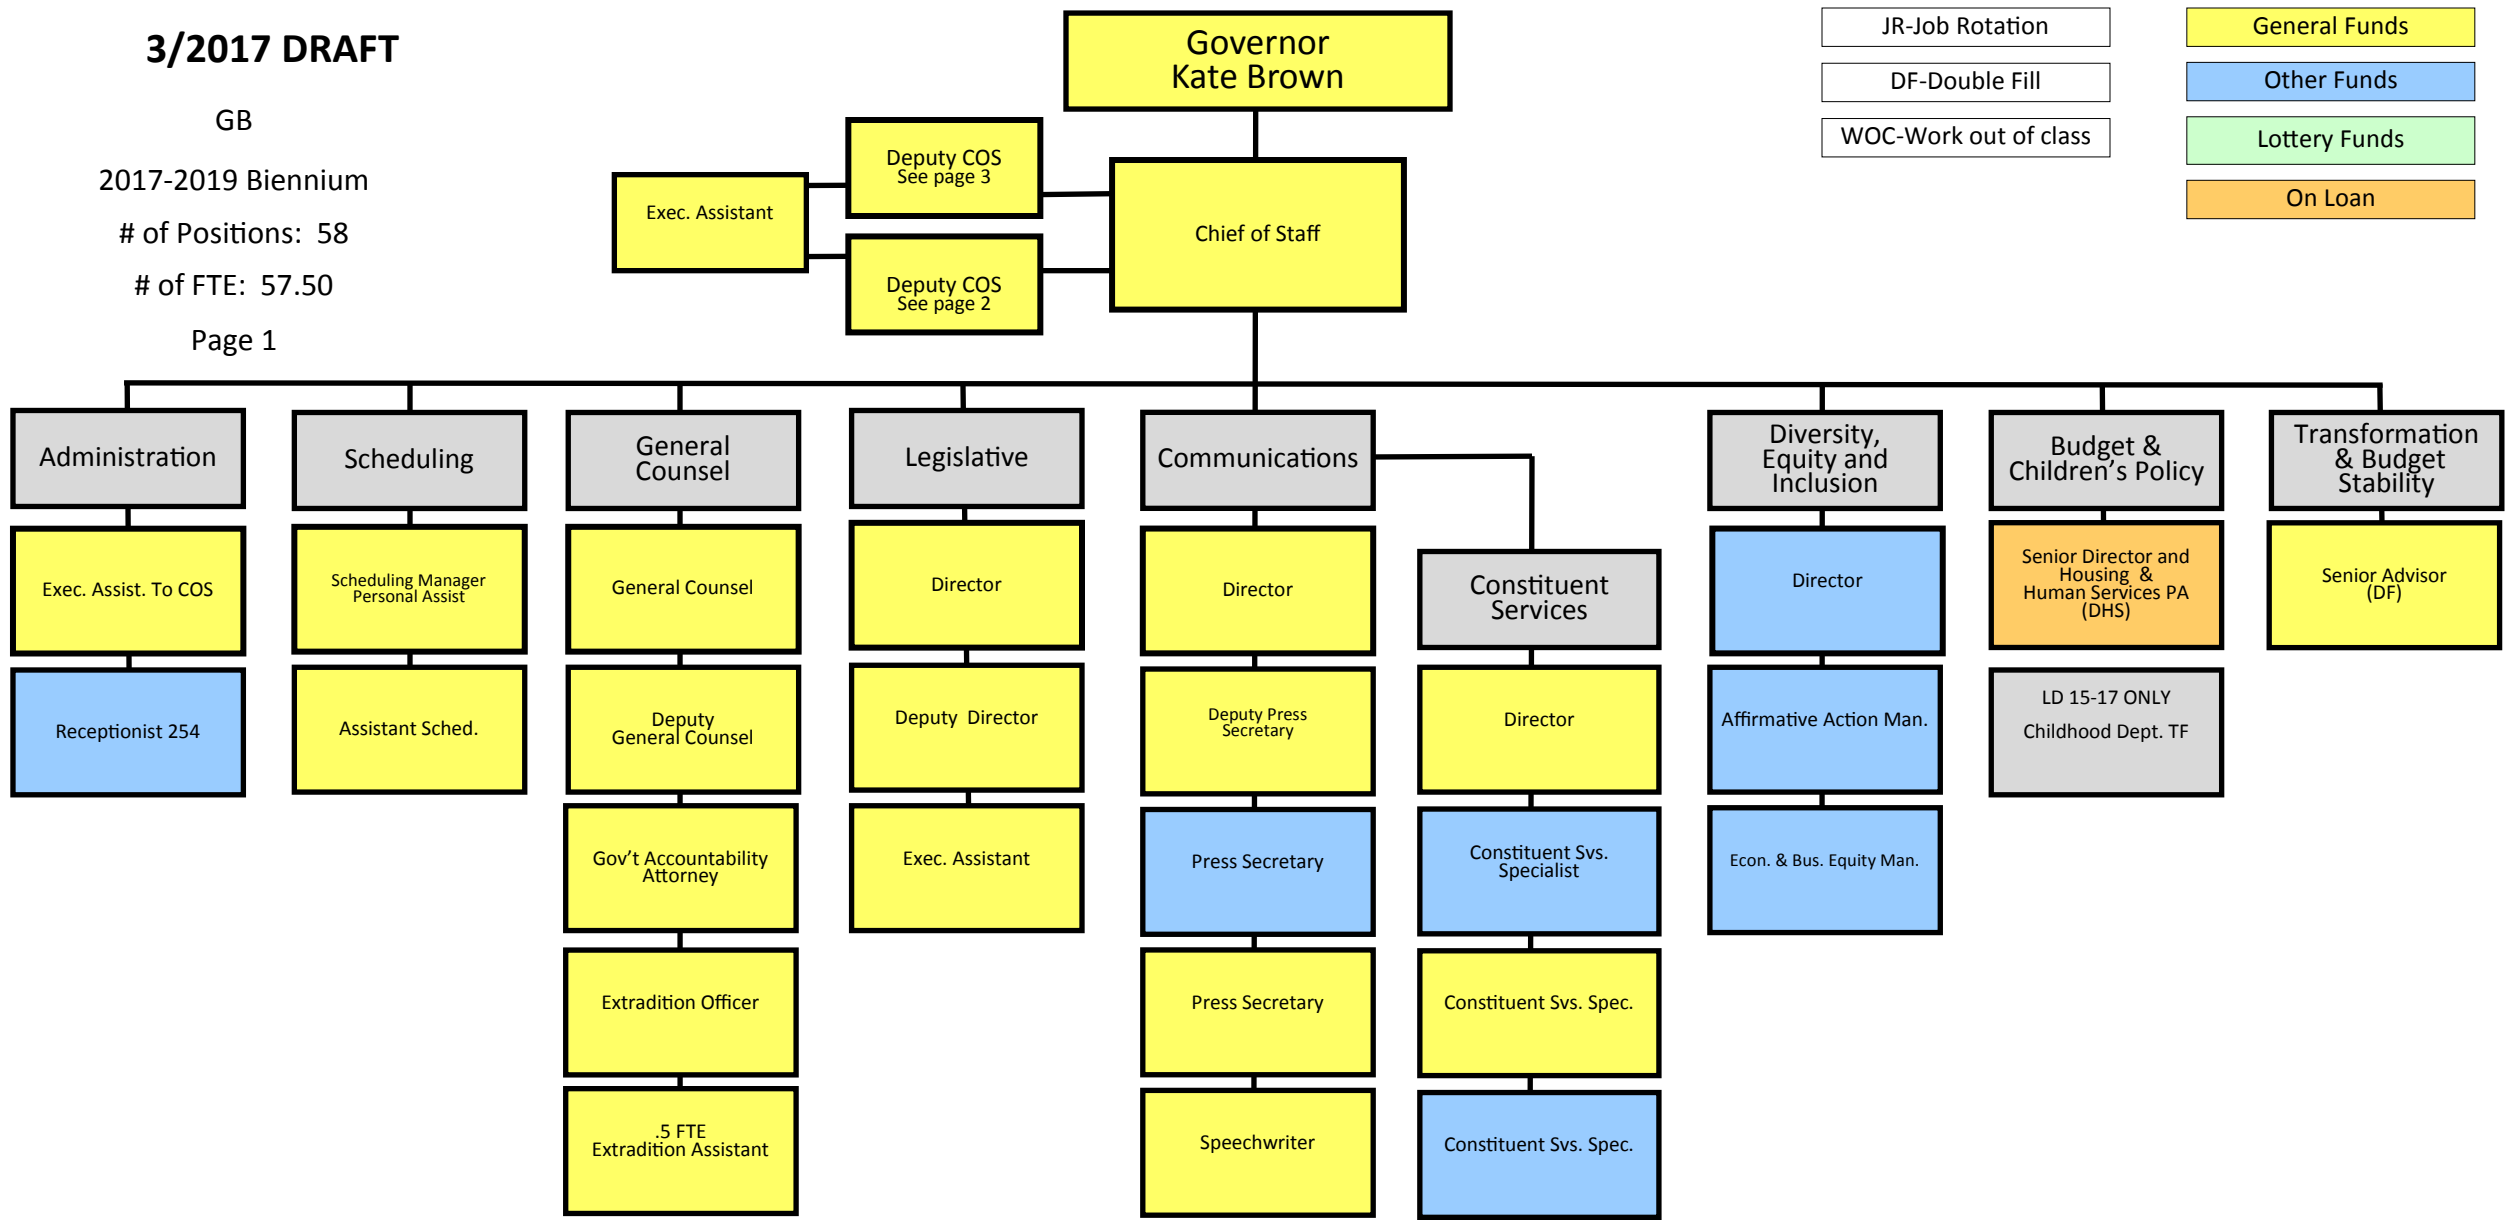 3/2017 DRAFT
GB
2017-2019 Biennium
# of Positions: 58
# of FTE: 57.50
Page 1
Governor
Kate Brown
JR-Job Rotation
DF-Double Fill
WOC-Work out of class
General Funds
Other Funds
Lottery Funds
On Loan
Exec. Assistant
Deputy COS
See page 3
Deputy COS
See page 2
Chief of Staff
Administration
Exec. Assist. To COS
Receptionist 254
Scheduling
Scheduling Manager
Personal Assist
Assistant Sched.
General
Counsel
General Counsel
Deputy
General Counsel
Gov’t Accountability
Attorney
Extradition Officer
.5 FTE
Extradition Assistant
Legislative
Director
Deputy Director
Exec. Assistant
Communications
Director
Deputy Press
Secretary
Press Secretary
Press Secretary
Speechwriter
Constituent
Services
Director
Constituent Svs.
Specialist
Constituent Svs. Spec.
Constituent Svs. Spec.
Diversity,
Equity and
Inclusion
Director
Affirmative Action Man.
Econ. & Bus. Equity Man.
Budget &
Children’s Policy
Senior Director and
Housing &
Human Services PA
(DHS)
LD 15-17 ONLY
Childhood Dept. TF
Transformation
& Budget
Stability
Senior Advisor
(DF)